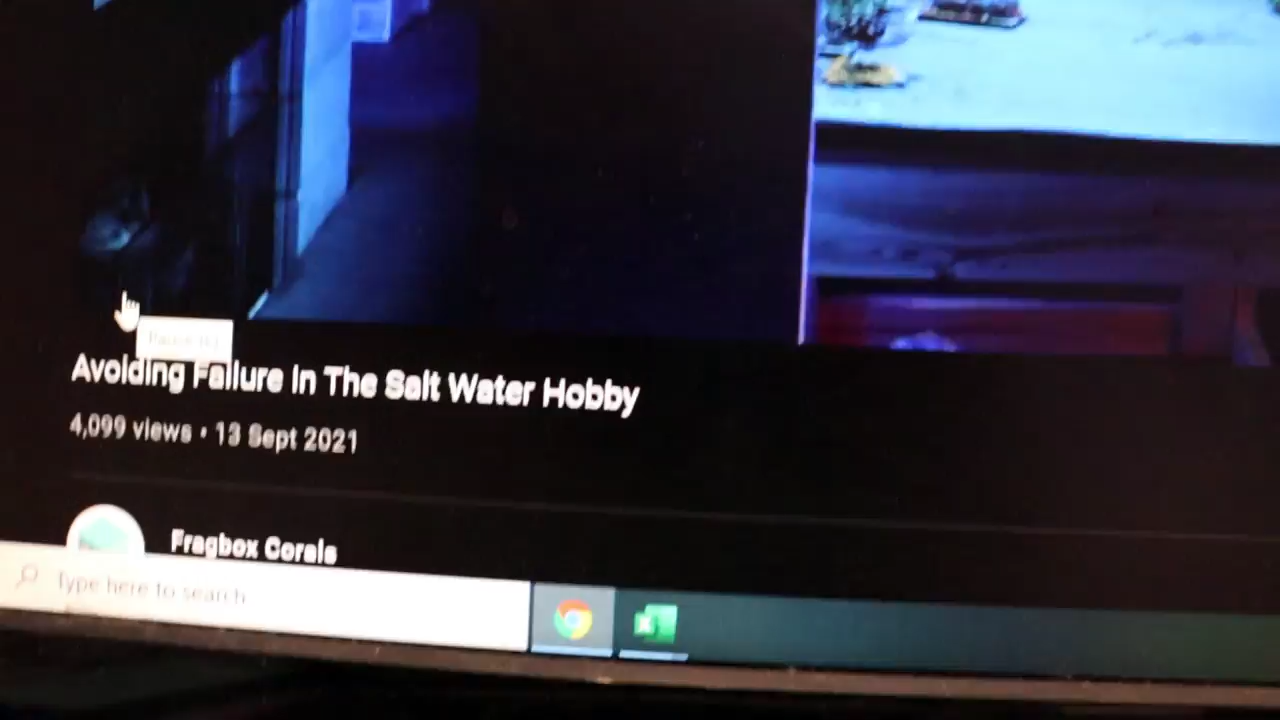 Avoiding Failure In The Salt Water Hobby
4,099 views • 13 Sept 2021
Fragbox Corals
Type here to search